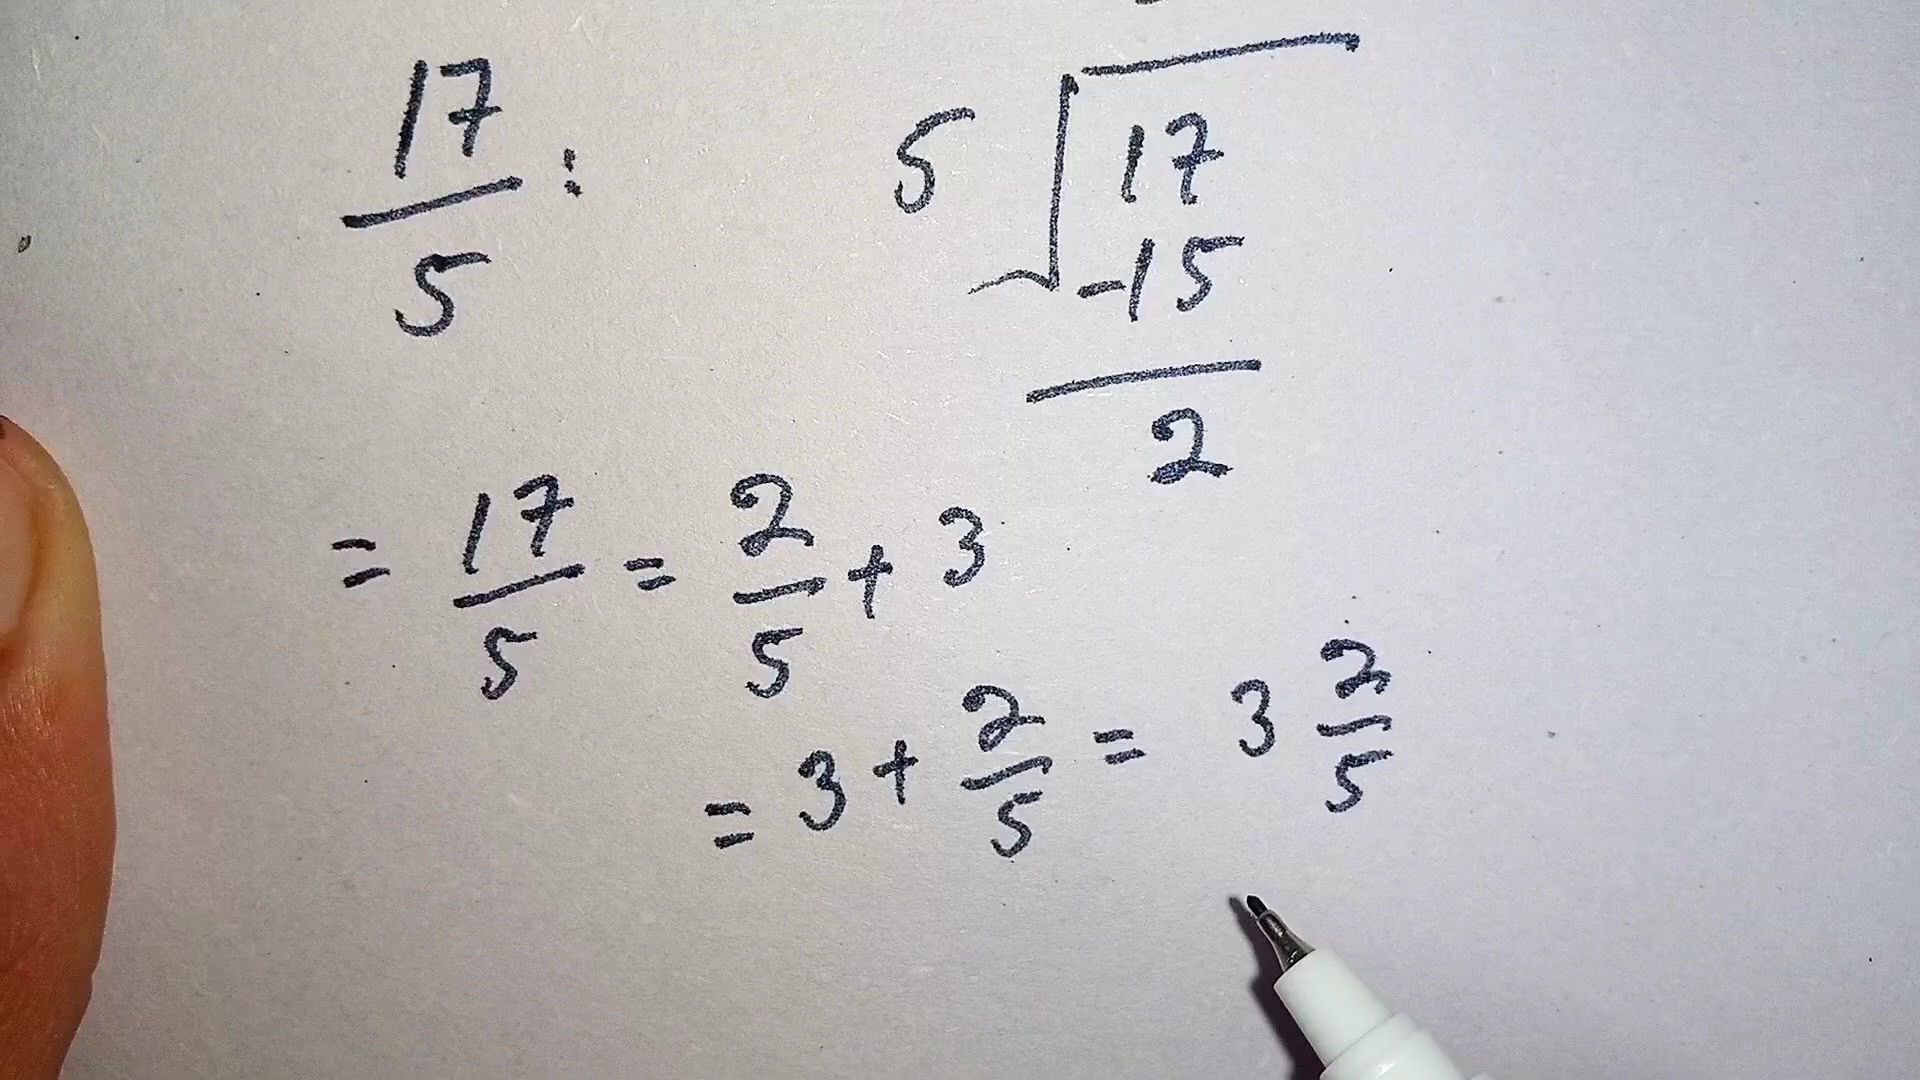 17/5 :
5 √17
-15
2
= 17/5 = 2/5 + 3
= 3 + 2/5 = 3 2/5